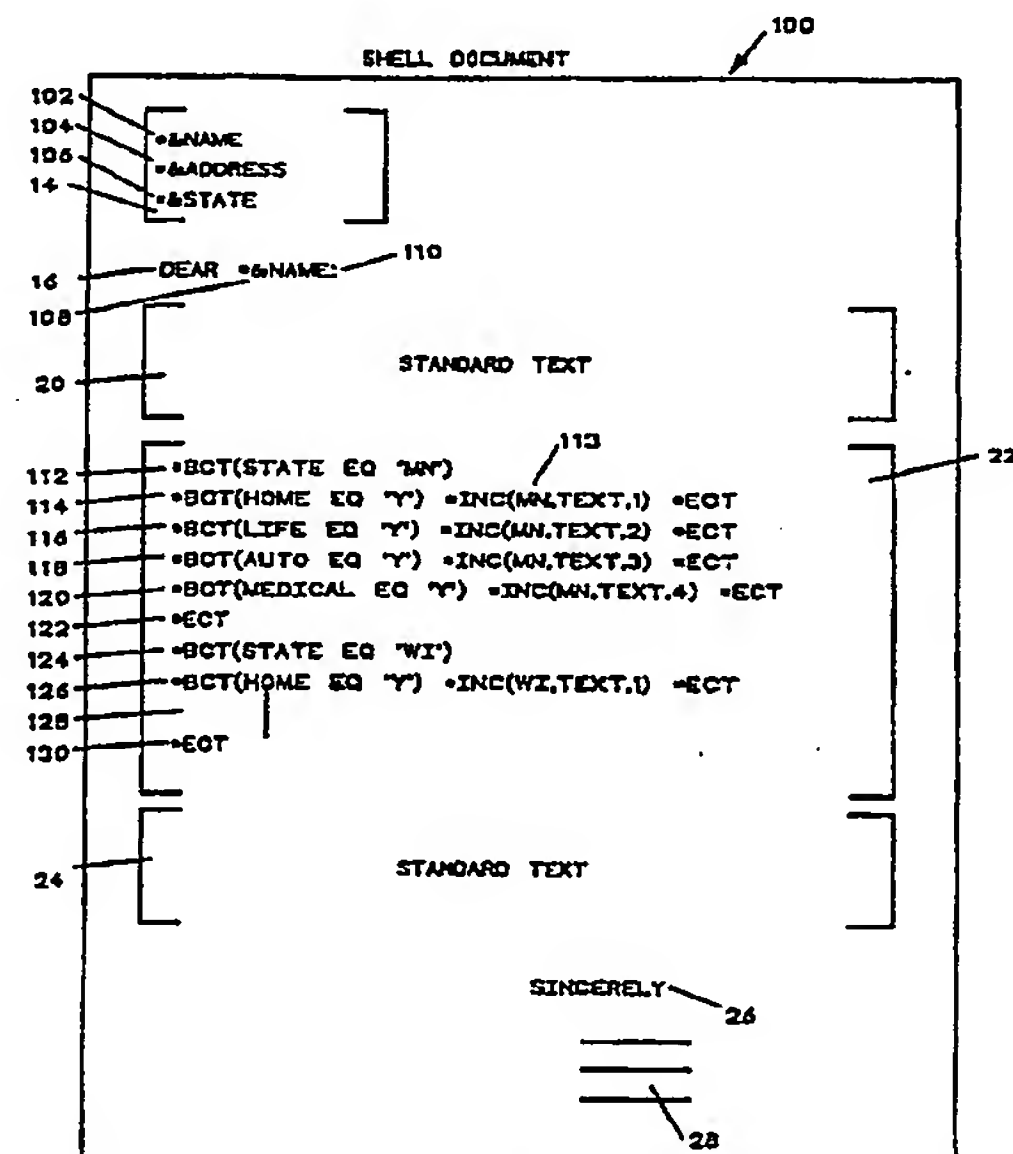 100
SHELL DOCUMENT
102
104
106
14
*&NAME
*&ADDRESS
*&STATE
16
DEAR *&NAME:
110
108
20
STANDARD TEXT
113
22
112 *BCT(STATE EQ "MN")
114 *BCT(HOME EQ "Y") *INC(MN,TEXT,1) *ECT
116 *BCT(LIFE EQ "Y") *INC(MN,TEXT,2) *ECT
118 *BCT(AUTO EQ "Y") *INC(MN,TEXT,3) *ECT
120 *BCT(MEDICAL EQ "Y") *INC(MN,TEXT,4) *ECT
122 *ECT
124 *BCT(STATE EQ "WI")
126 *BCT(HOME EQ "Y") *INC(WI,TEXT,1) *ECT
128
130 *ECT
24
STANDARD TEXT
SINCERELY
26
28